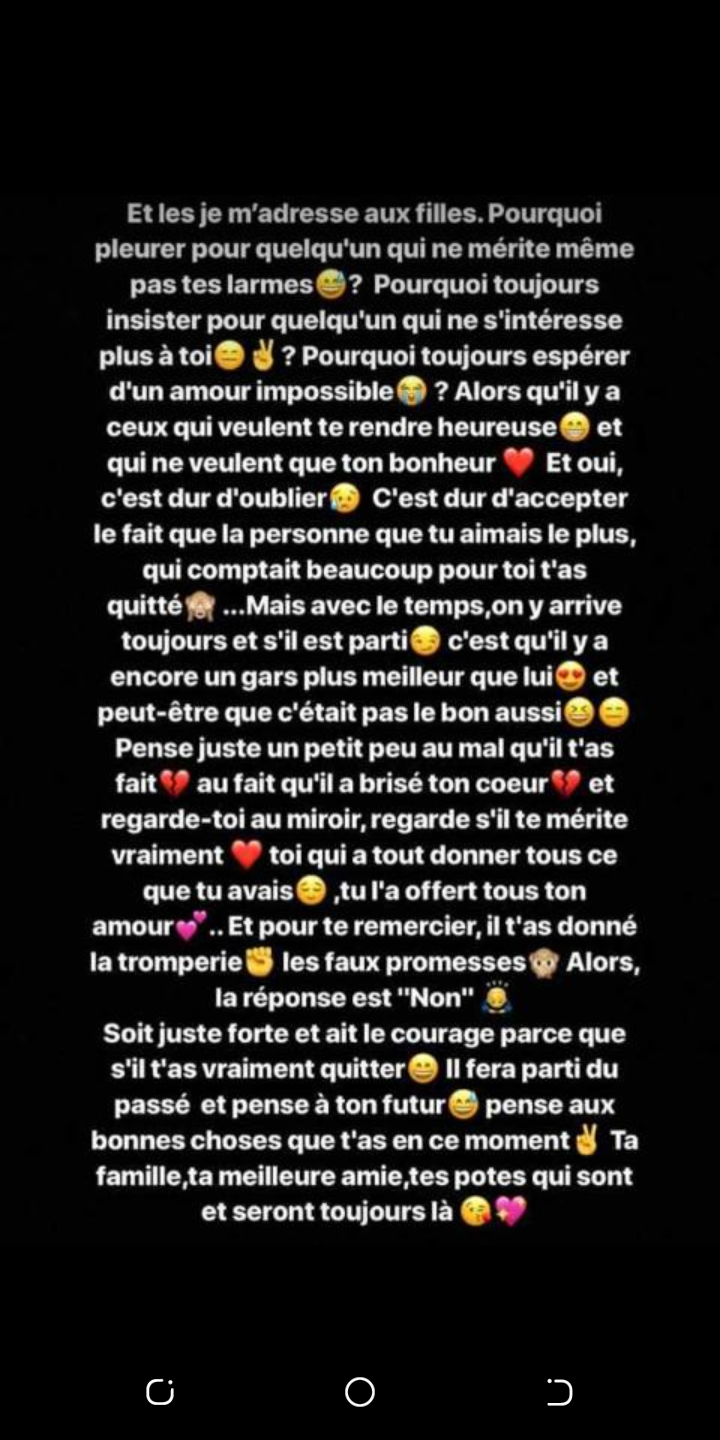 Et les je m’adresse aux filles. Pourquoi
pleurer pour quelqu'un qui ne mérite même
pas tes larmes😅? Pourquoi toujours
insister pour quelqu'un qui ne s'intéresse
plus à toi😑✌️? Pourquoi toujours espérer
d'un amour impossible😭 ? Alors qu'il y a
ceux qui veulent te rendre heureuse😁 et
qui ne veulent que ton bonheur ❤️ Et oui,
c'est dur d'oublier😥 C'est dur d'accepter
le fait que la personne que tu aimais le plus,
qui comptait beaucoup pour toi t'as
quitté🙈 ...Mais avec le temps,on y arrive
toujours et s'il est parti😏 c'est qu'il y a
encore un gars plus meilleur que lui😍 et
peut-être que c'était pas le bon aussi😆😑
Pense juste un petit peu au mal qu'il t'as
fait💔 au fait qu'il a brisé ton coeur💔 et
regarde-toi au miroir, regarde s'il te mérite
vraiment ❤️ toi qui a tout donner tous ce
que tu avais😌 ,tu l'a offert tous ton
amour💕.. Et pour te remercier, il t'as donné
la tromperie✊ les faux promesses🙊 Alors,
la réponse est "Non" 🙇
Soit juste forte et ait le courage parce que
s'il t'as vraiment quitter😄 Il fera parti du
passé et pense à ton futur😅 pense aux
bonnes choses que t'as en ce moment✌️ Ta
famille,ta meilleure amie,tes potes qui sont
et seront toujours là 😘💖